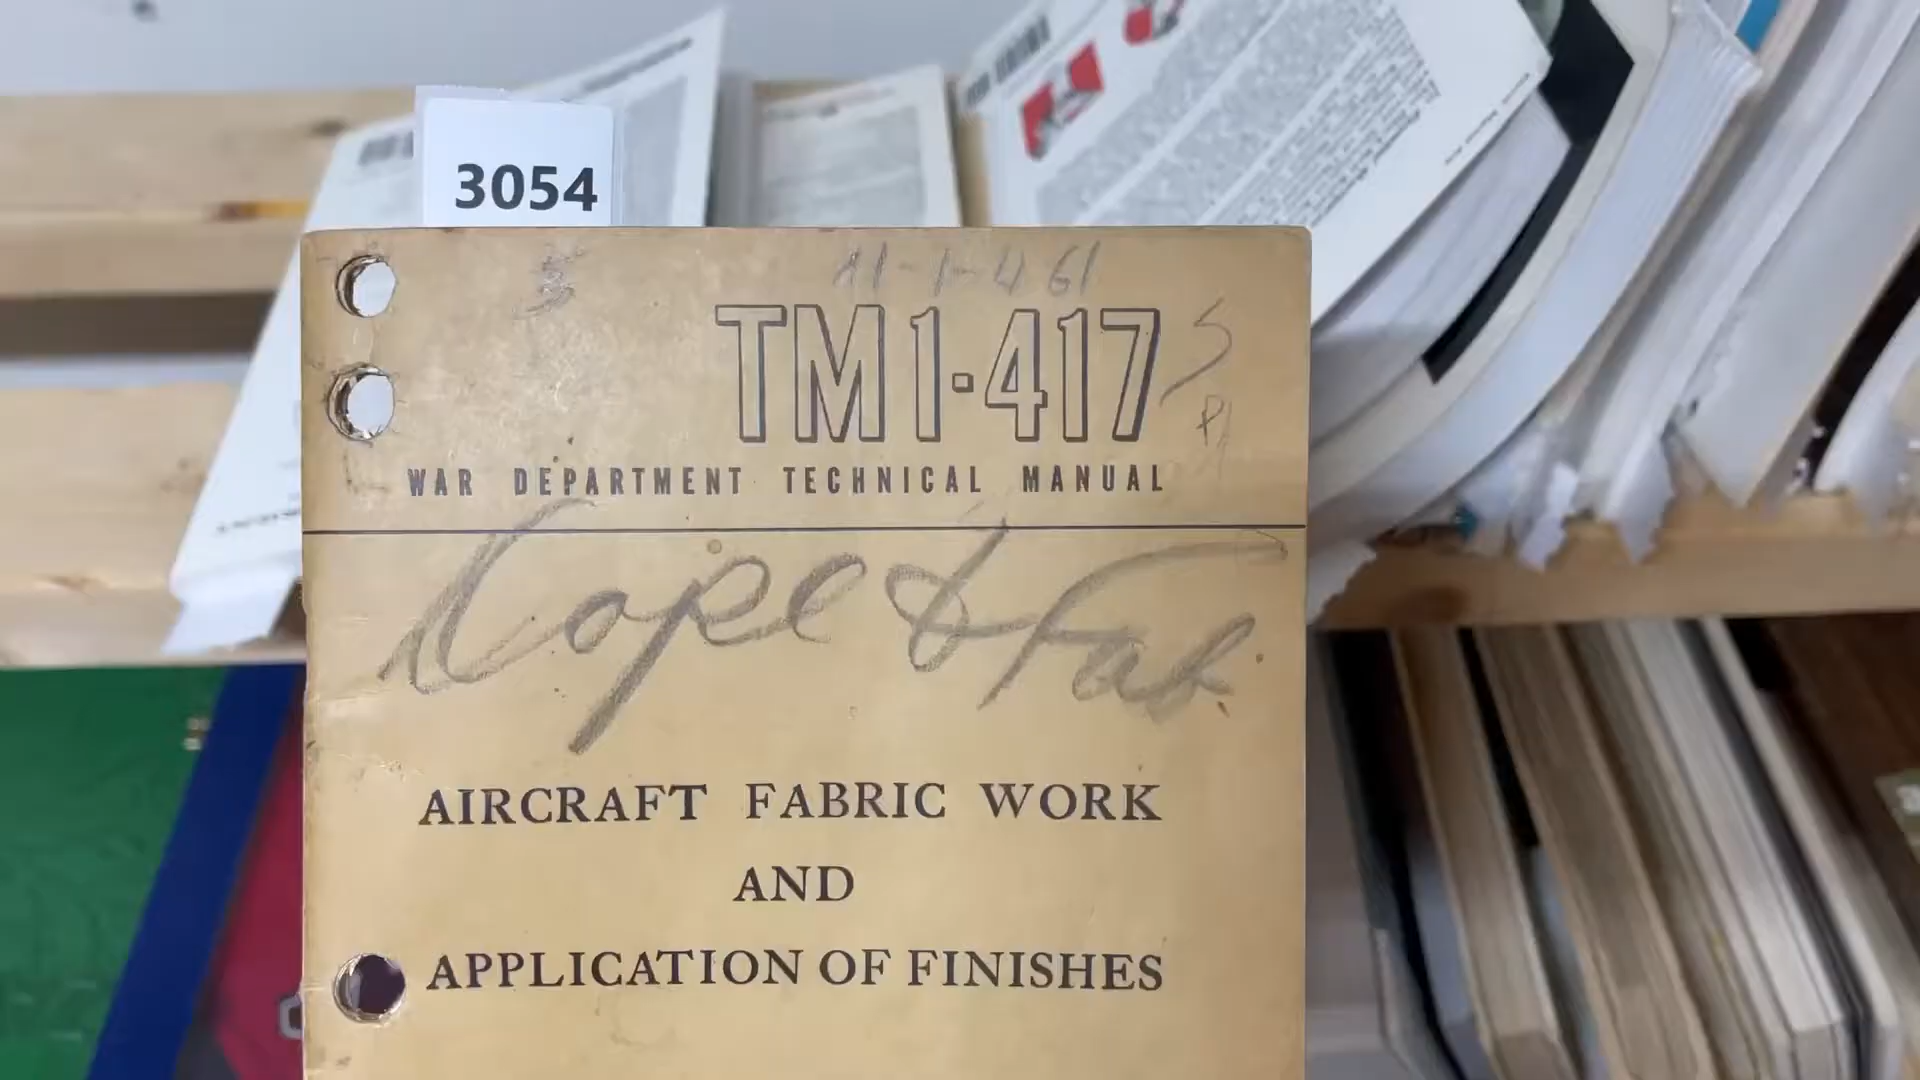 3054
11-1-4 61
TM 1-417
WAR DEPARTMENT TECHNICAL MANUAL
Dope & Fab
AIRCRAFT FABRIC WORK
AND
APPLICATION OF FINISHES